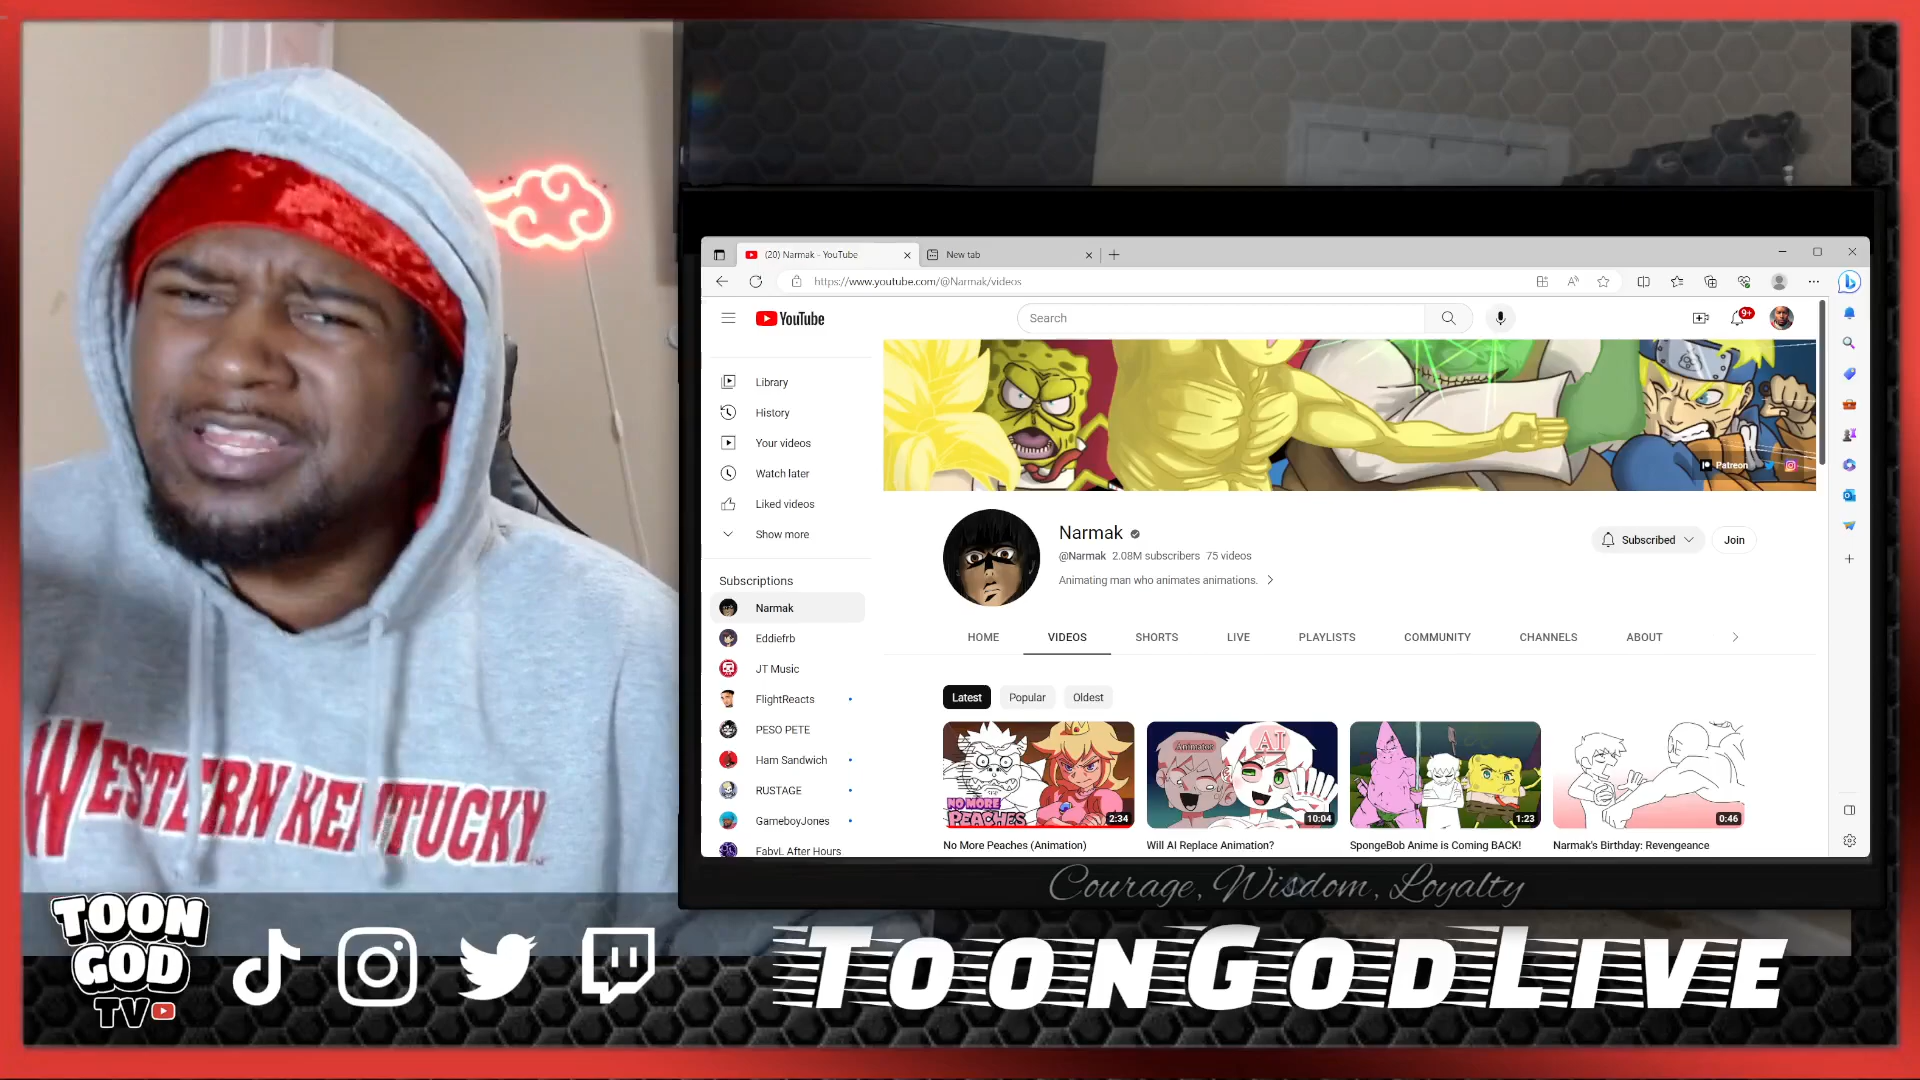 (20) Narmak - YouTube
New tab
https://www.youtube.com/@Narmak/videos
YouTube
Search
9+
Library
History
Your videos
Watch later
Liked videos
Show more
Subscriptions
Narmak
Eddiefrb
JT Music
FlightReacts
PESO PETE
Ham Sandwich
RUSTAGE
GameboyJones
FabvL After Hours
Patreon
Narmak
@Narmak 2.08M subscribers 75 videos
Animating man who animates animations.
Subscribed
Join
HOME VIDEOS SHORTS LIVE PLAYLISTS COMMUNITY CHANNELS ABOUT
Latest Popular Oldest
NO MORE
PEACHES
2:34
Animator
AI
10:04
1:23
0:46
No More Peaches (Animation)
Will AI Replace Animation?
SpongeBob Anime is Coming BACK!
Narmak's Birthday: Revengeance
WESTERN KENTUCKY
Courage, Wisdom, Loyalty
TOON
GOD
TV
TOONGODLIVE